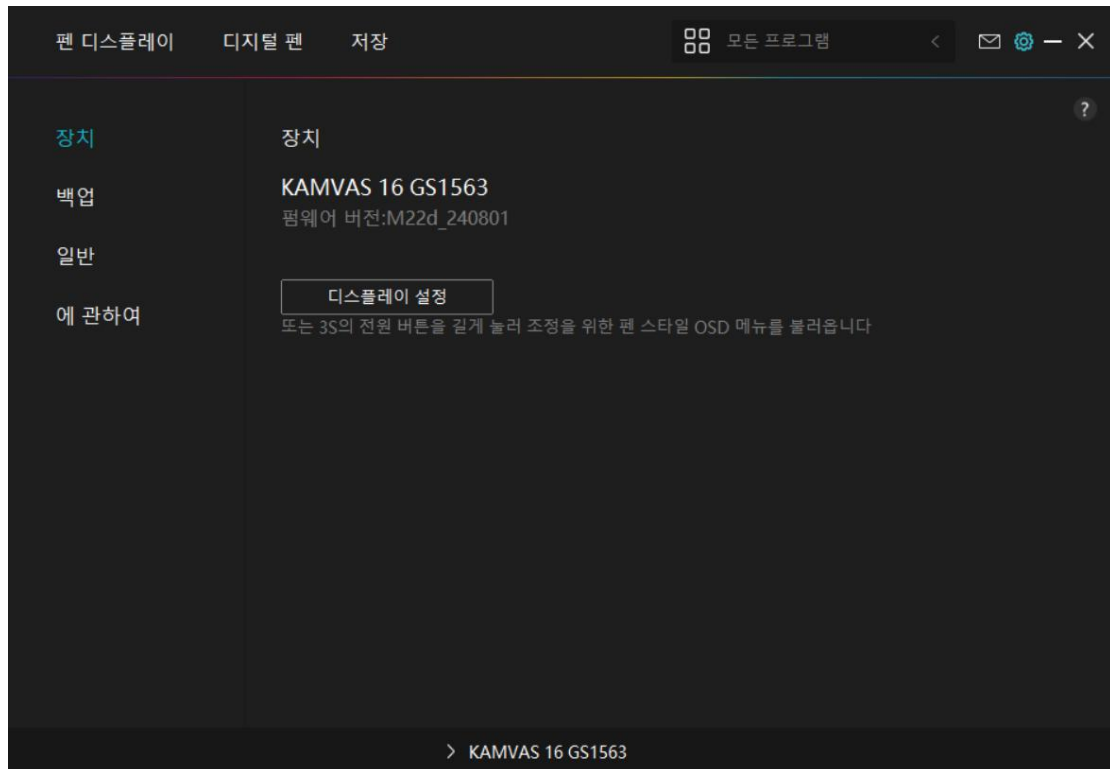 펜 디스플레이 디지털 펜 저장 모든 프로그램
?
장치
백업
일반
에 관하여
장치
KAMVAS 16 GS1563
펌웨어 버전:M22d_240801
디스플레이 설정
또는 3S의 전원 버튼을 길게 눌러 조정을 위한 펜 스타일 OSD 메뉴를 불러옵니다
> KAMVAS 16 GS1563